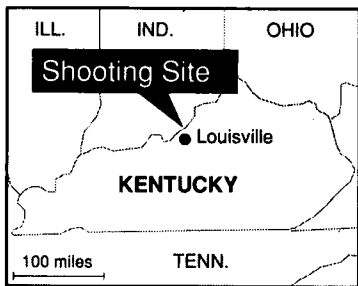 ILL. IND. OHIO
Shooting Site
Louisville
KENTUCKY
100 miles TENN.